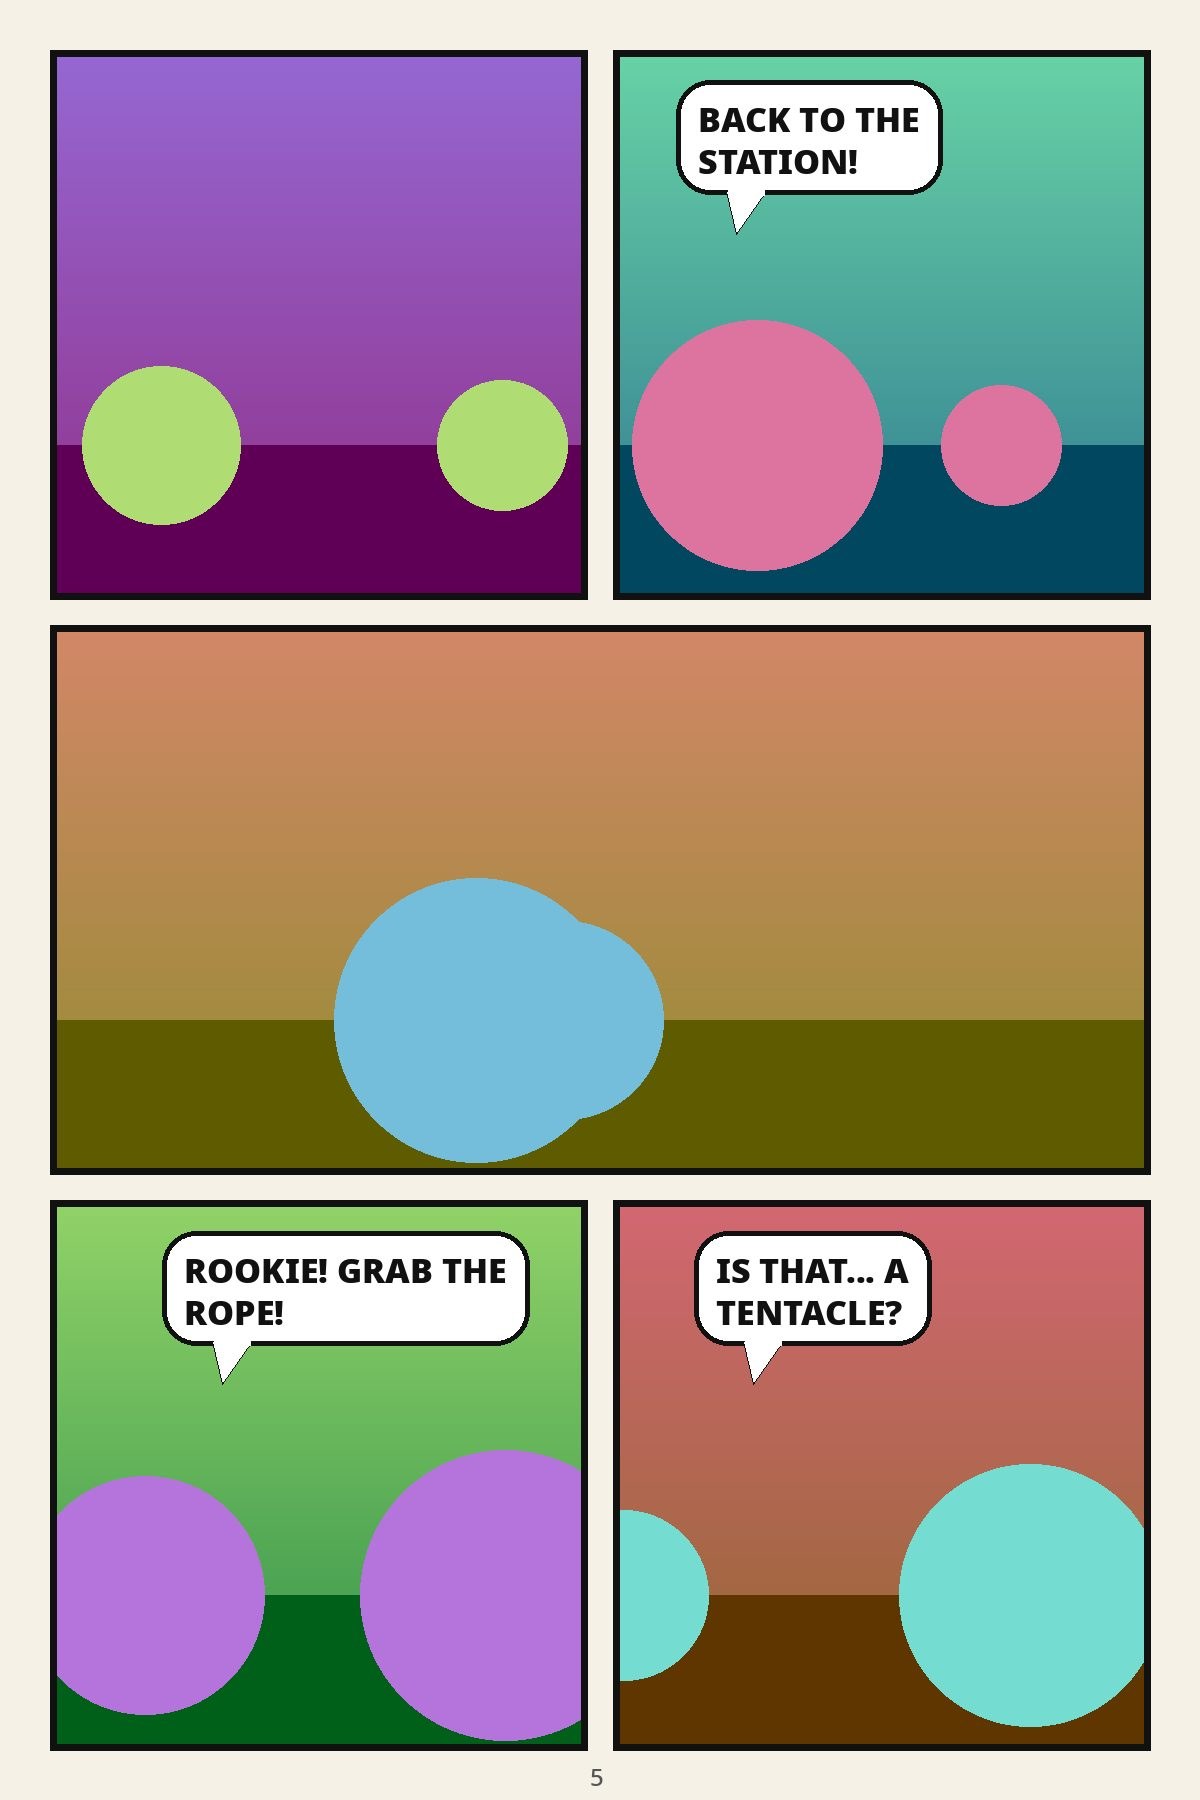 BACK TO THE
STATION!
ROOKIE! GRAB THE
ROPE!
IS THAT... A
TENTACLE?
5